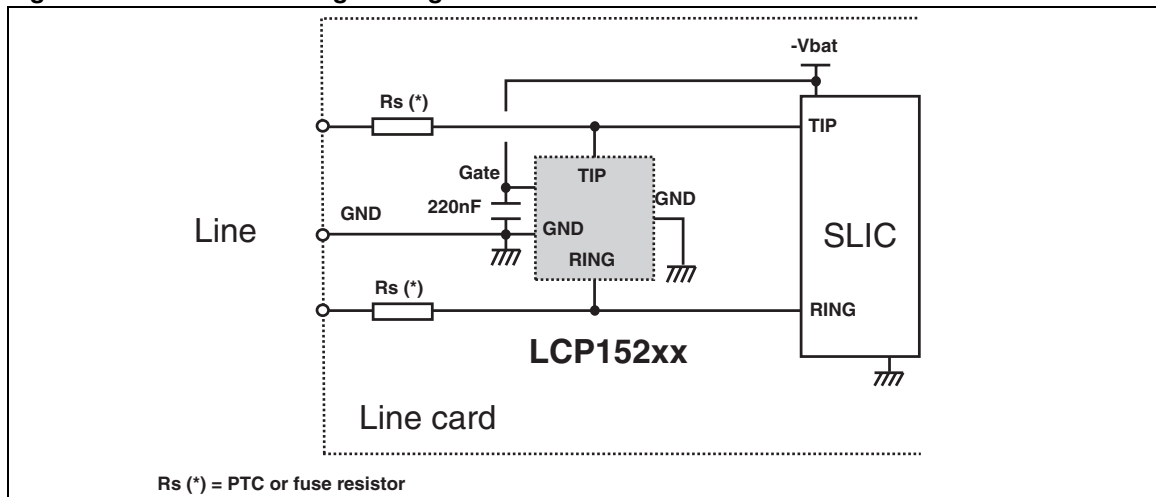 -Vbat
Rs (*)
TIP
Gate
TIP
GND
220nF
GND
GND
Line
SLIC
RING
Rs (*)
RING
LCP152xx
Line card
Rs (*) = PTC or fuse resistor